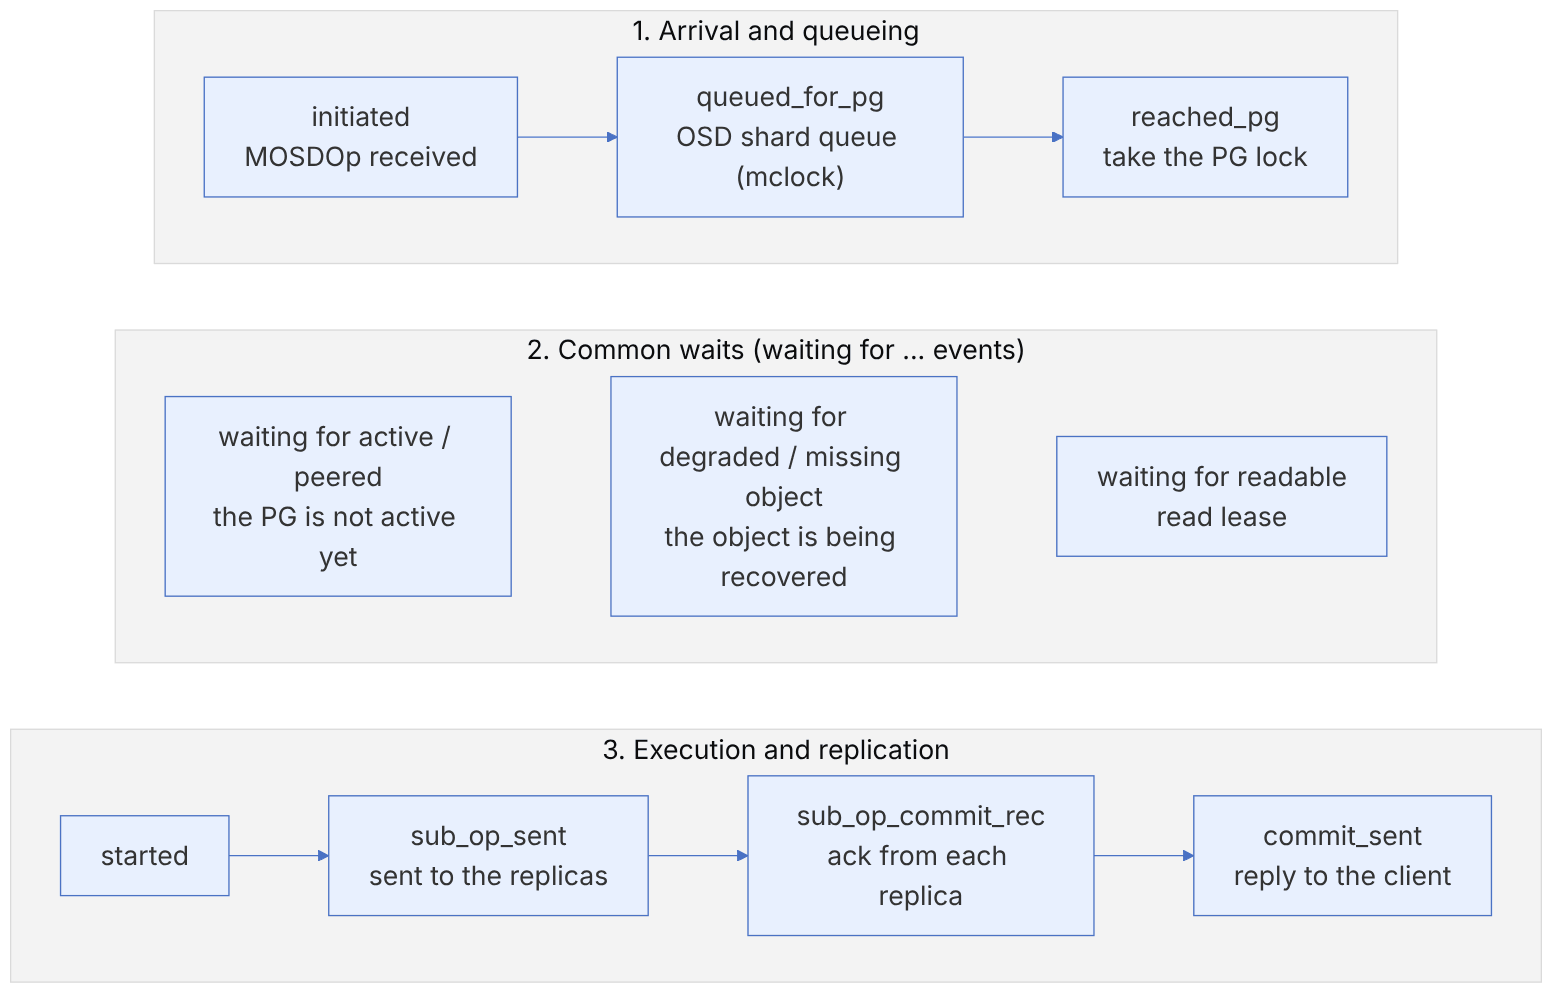 1. Arrival and queueing
initiated
MOSDOp received
queued_for_pg
OSD shard queue
(mclock)
reached_pg
take the PG lock
2. Common waits (waiting for ... events)
waiting for active /
peered
the PG is not active
yet
waiting for
degraded / missing
object
the object is being
recovered
waiting for readable
read lease
3. Execution and replication
started
sub_op_sent
sent to the replicas
sub_op_commit_rec
ack from each
replica
commit_sent
reply to the client